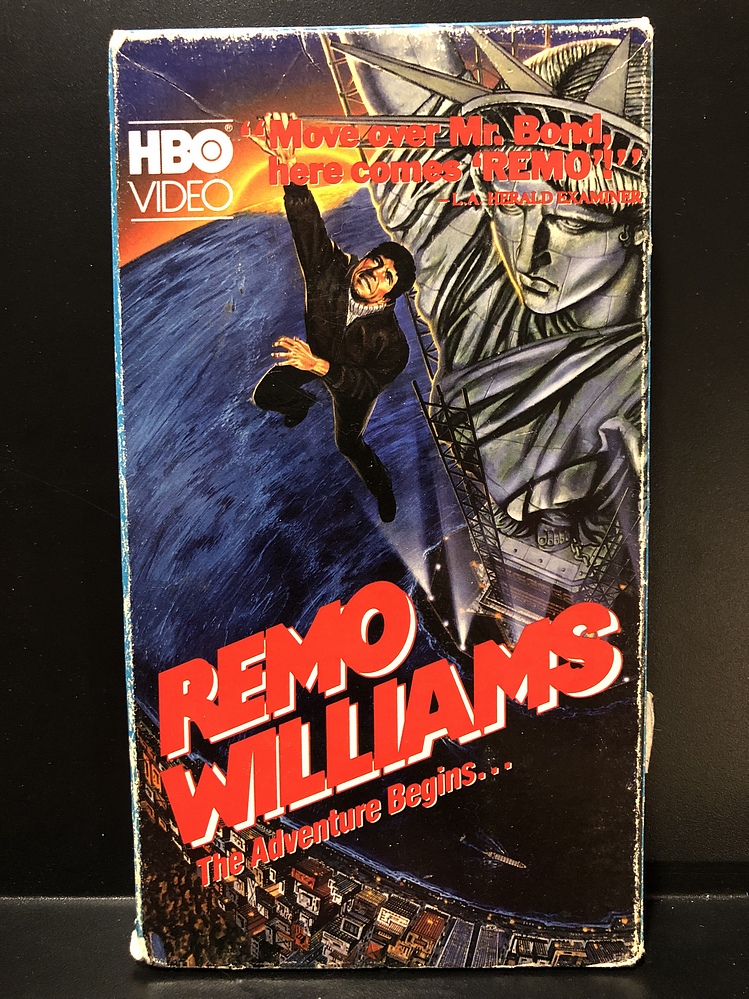 HBO®
VIDEO
“Move over Mr. Bond,
here comes ‘REMO’!”
—L.A. HERALD EXAMINER
REMO
WILLIAMS
The Adventure Begins...